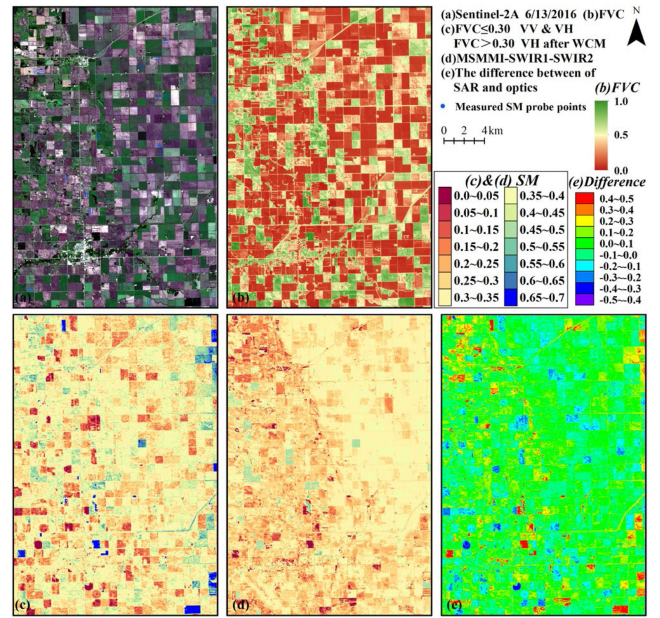 (a)Sentinel-2A 6/13/2016 (b)FVC
(c)FVC≤0.30 VV & VH
FVC>0.30 VH after WCM
(d)MSMMI-SWIR1-SWIR2
(e)The difference between of
SAR and optics
Measured SM probe points
0 2 4km
N
(b)FVC
1.0
0.5
0.0
(c)&(d) SM
0.0~0.05 0.35~0.4
0.05~0.1 0.4~0.45
0.1~0.15 0.45~0.5
0.15~0.2 0.5~0.55
0.2~0.25 0.55~0.6
0.25~0.3 0.6~0.65
0.3~0.35 0.65~0.7
(e)Difference
0.4~0.5
0.3~0.4
0.2~0.3
0.1~0.2
0.0~0.1
-0.1~0.0
-0.2~0.1
-0.3~0.2
-0.4~0.3
-0.5~0.4
(a)
(b)
(c)
(d)
(e)